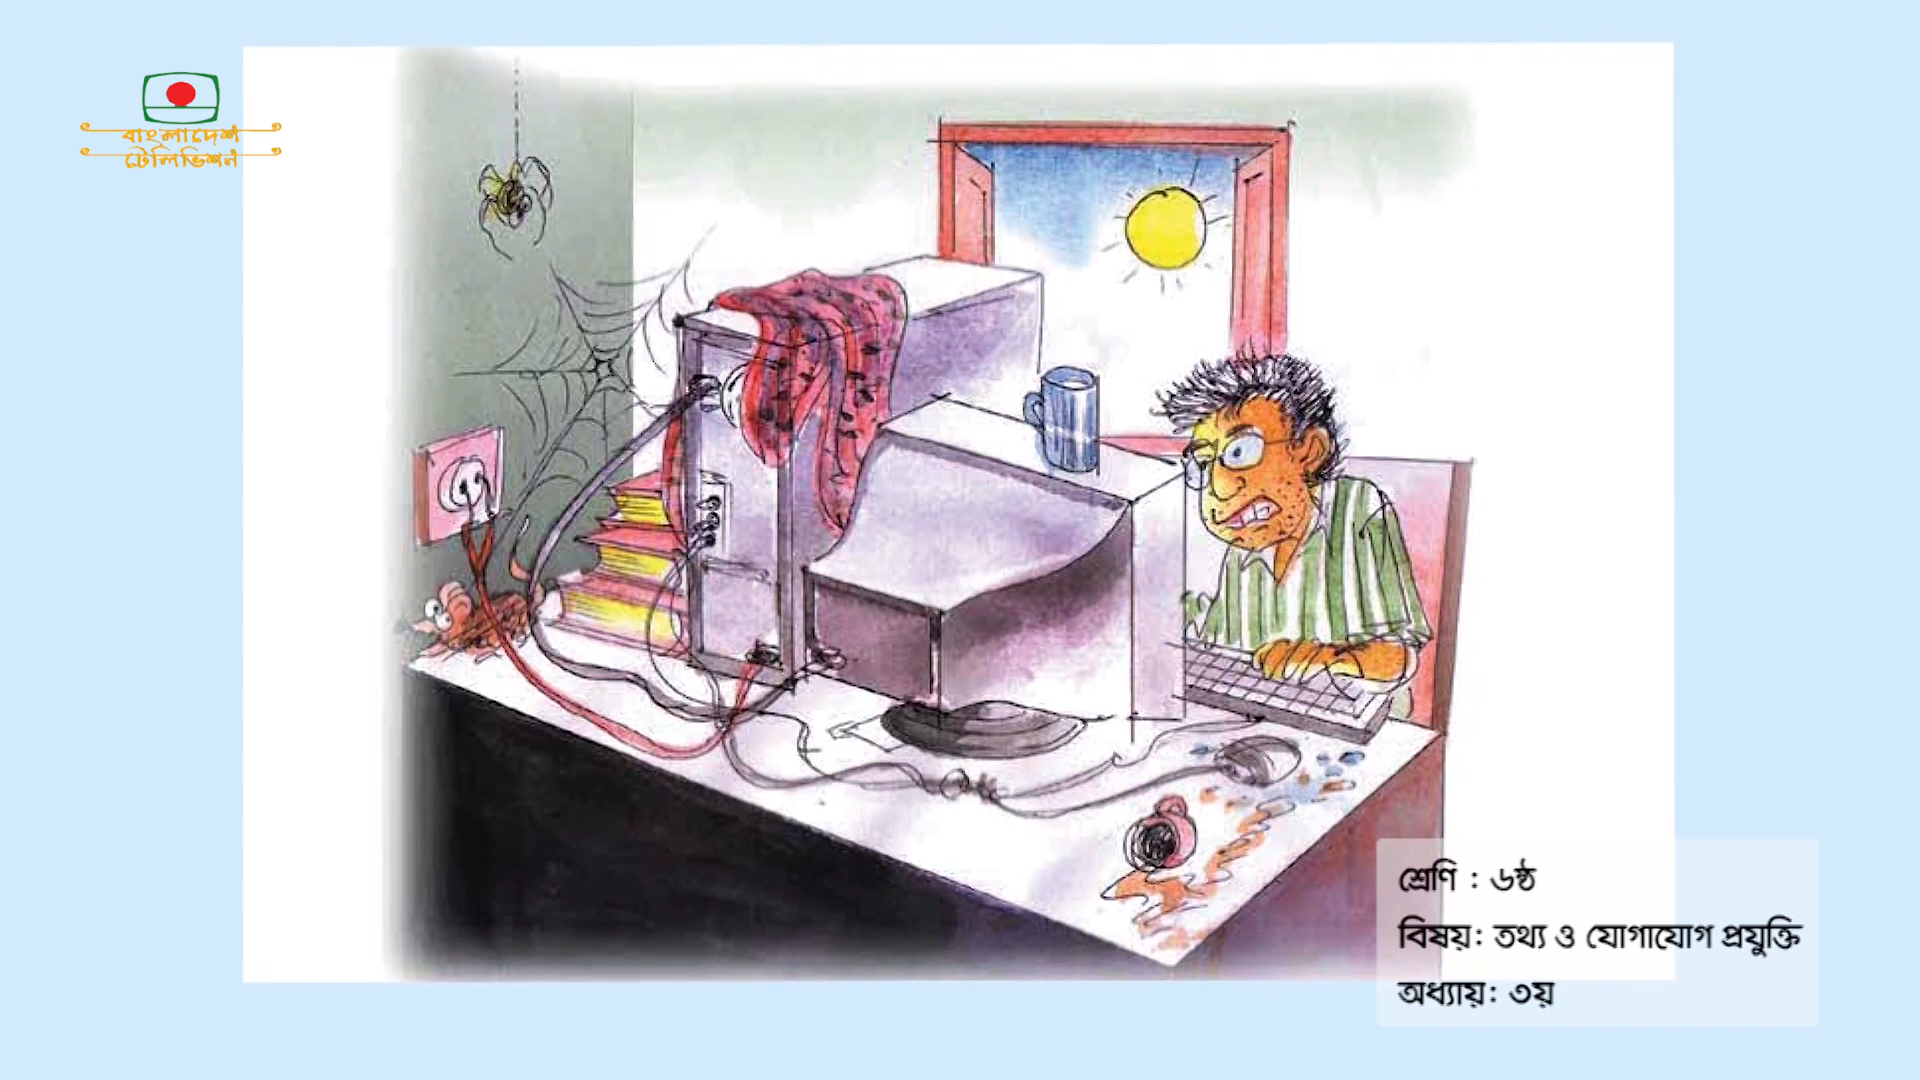 বাংলাদেশ
টেলিভিশন
শ্রেণি : ৬ষ্ঠ
বিষয়: তথ্য ও যোগাযোগ প্রযুক্তি
অধ্যায়: ৩য়